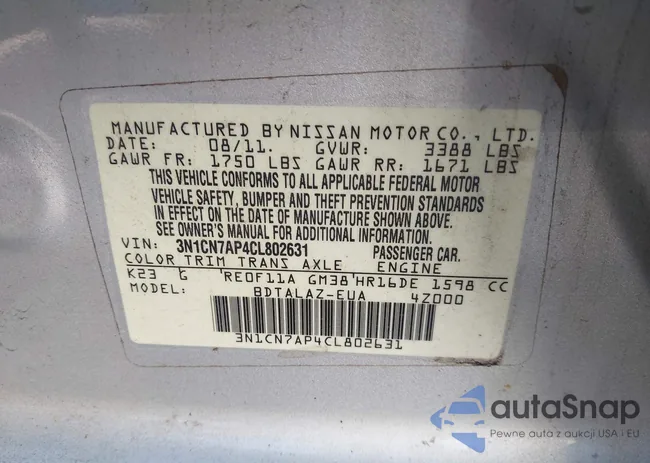 MANUFACTURED BY NISSAN MOTOR CO., LTD.
DATE: 08/11. GVWR: 3388 LBS
GAWR FR: 1750 LBS GAWR RR: 1671 LBS
THIS VEHICLE CONFORMS TO ALL APPLICABLE FEDERAL MOTOR
VEHICLE SAFETY, BUMPER AND THEFT PREVENTION STANDARDS
IN EFFECT ON THE DATE OF MANUFACTURE SHOWN ABOVE.
SEE OWNER'S MANUAL FOR ADDITIONAL INFORMATION.
VIN: 3N1CN7AP4CL802631 PASSENGER CAR.
COLOR TRIM TRANS AXLE ENGINE
K23 G 'RE0F11A GM38'HR16DE 1598 CC
MODEL: BDTALAZ-EUA 4Z000
3N1CN7AP4CL802631
autaSnap
Pewne auta z aukcji USA i EU